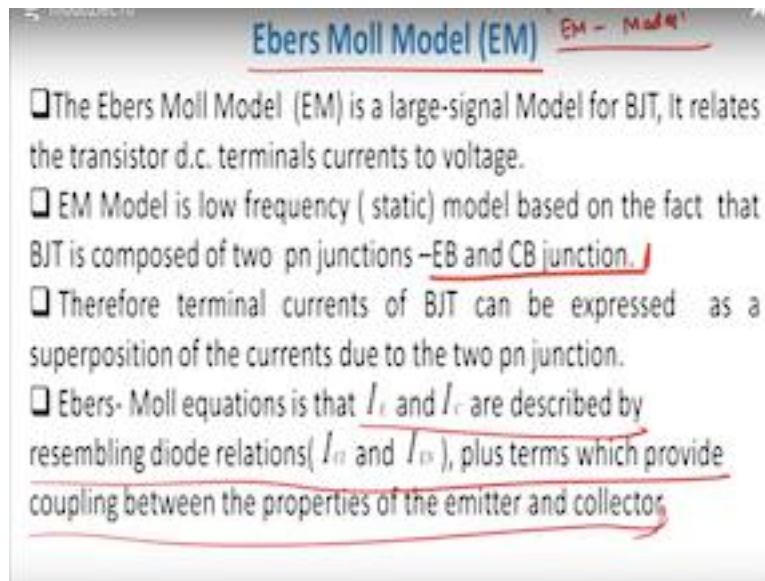 Ebers Moll Model (EM) EM - Model
❑The Ebers Moll Model (EM) is a large-signal Model for BJT, It relates
the transistor d.c. terminals currents to voltage.
❑ EM Model is low frequency ( static) model based on the fact that
BJT is composed of two pn junctions –EB and CB junction.
❑ Therefore terminal currents of BJT can be expressed as a
superposition of the currents due to the two pn junction.
❑ Ebers- Moll equations is that I and I are described by
resembling diode relations( I and I ), plus terms which provide
coupling between the properties of the emitter and collector